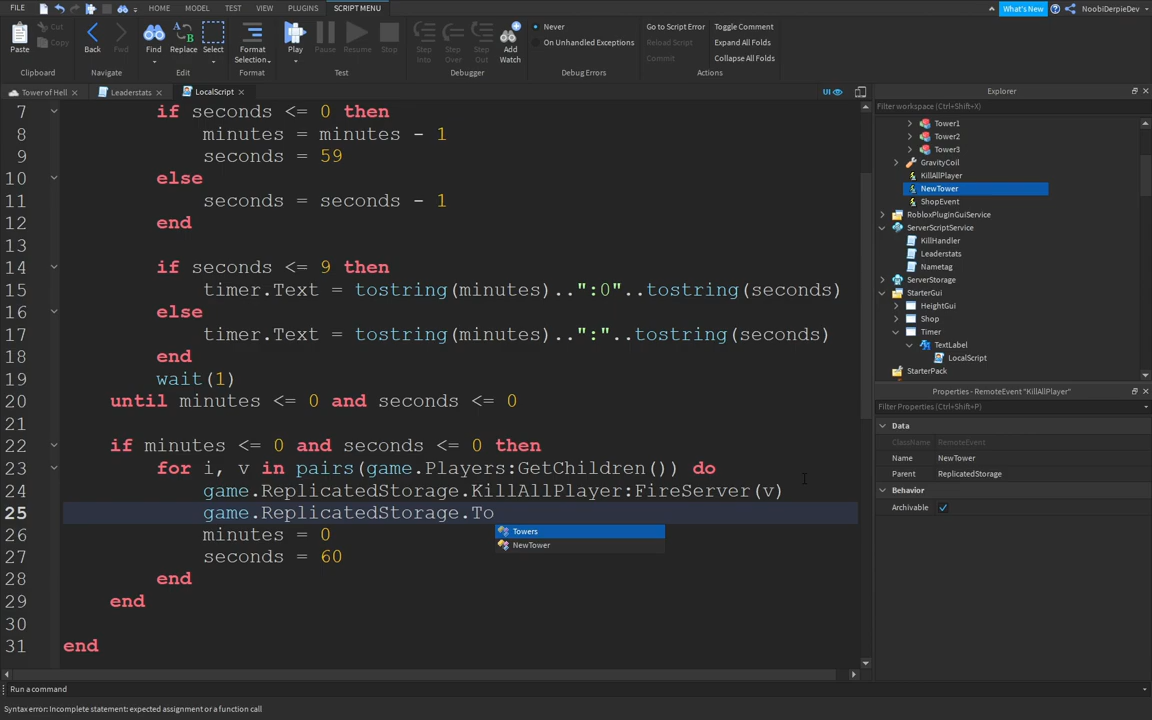 FILE HOME MODEL TEST VIEW PLUGINS SCRIPT MENU What's New NoobiDerpieDev
Paste Cut Copy Back Fwd Find Replace Select Format Selection Play Pause Resume Stop Step Into Step Over Step Out Add Watch Never On Unhandled Exceptions Go to Script Error Reload Script Commit Toggle Comment Expand All Folds Collapse All Folds
Clipboard Navigate Edit Format Test Debugger Debug Errors Actions
Tower of Hell Leaderstats LocalScript UI
7 if seconds <= 0 then
8 minutes = minutes - 1
9 seconds = 59
10 else
11 seconds = seconds - 1
12 end
13
14 if seconds <= 9 then
15 timer.Text = tostring(minutes)..":0"..tostring(seconds)
16 else
17 timer.Text = tostring(minutes)..":"..tostring(seconds)
18 end
19 wait(1)
20 until minutes <= 0 and seconds <= 0
21
22 if minutes <= 0 and seconds <= 0 then
23 for i, v in pairs(game.Players:GetChildren()) do
24 game.ReplicatedStorage.KillAllPlayer:FireServer(v)
25 game.ReplicatedStorage.To
Towers
NewTower
26 minutes = 0
27 seconds = 60
28 end
29 end
30
31 end
Explorer
Filter workspace (Ctrl+Shift+X)
Tower1
Tower2
Tower3
GravityCoil
KillAllPlayer
NewTower
ShopEvent
RobloxPluginGuiService
ServerScriptService
KillHandler
Leaderstats
Nametag
ServerStorage
StarterGui
HeightGui
Shop
Timer
TextLabel
LocalScript
StarterPack
Properties - RemoteEvent "KillAllPlayer"
Filter Properties (Ctrl+Shift+P)
Data
ClassName RemoteEvent
Name NewTower
Parent ReplicatedStorage
Behavior
Archivable
Run a command
Syntax error: Incomplete statement: expected assignment or a function call